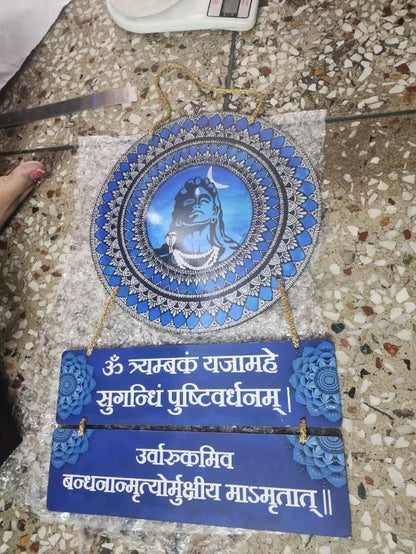 ॐ त्र्यम्बकं यजामहे
सुगन्धिं पुष्टिवर्धनम् |
उर्वारुकमिव
बन्धनान्मृत्योर्मुक्षीय माऽमृतात् ||